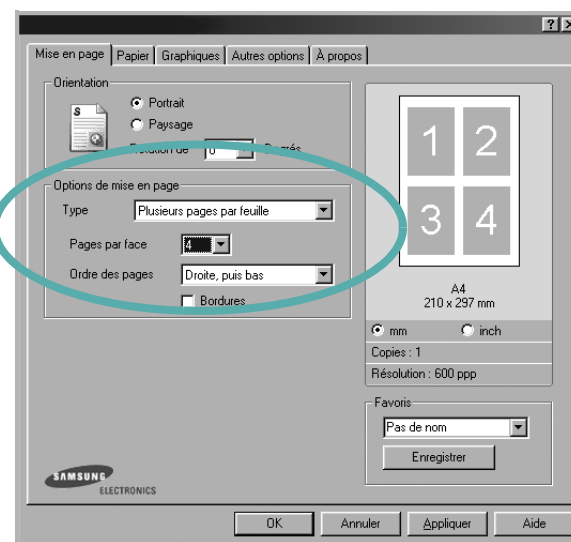 Mise en page Papier Graphiques Autres options À propos
Orientation
S
Portrait
Paysage
Options de mise en page
Type Plusieurs pages par feuille
Pages par face 4
Ordre des pages Droite, puis bas
Bordures
1 2
3 4
A4
210 x 297 mm
mm inch
Copies : 1
Résolution : 600 ppp
Favoris
Pas de nom
Enregistrer
SAMSUNG
ELECTRONICS
OK Annuler Appliquer Aide